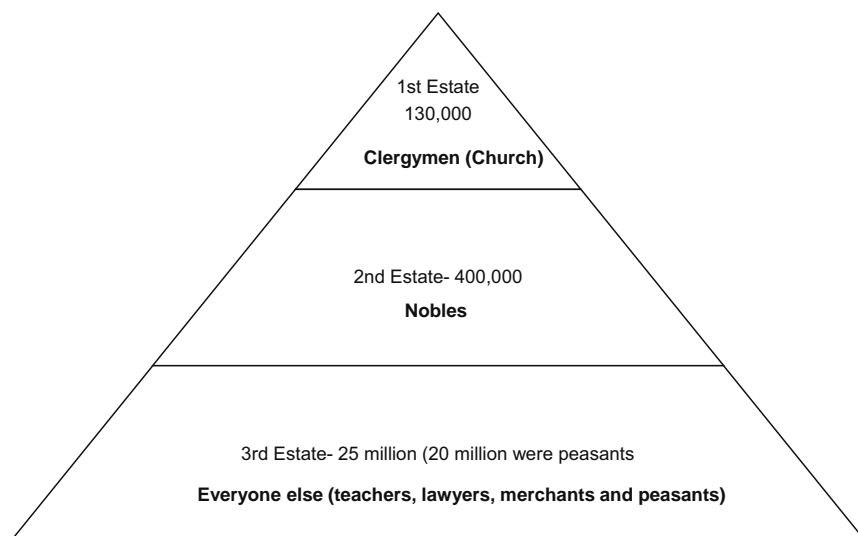 1st Estate
130,000
Clergymen (Church)
2nd Estate- 400,000
Nobles
3rd Estate- 25 million (20 million were peasants
Everyone else (teachers, lawyers, merchants and peasants)